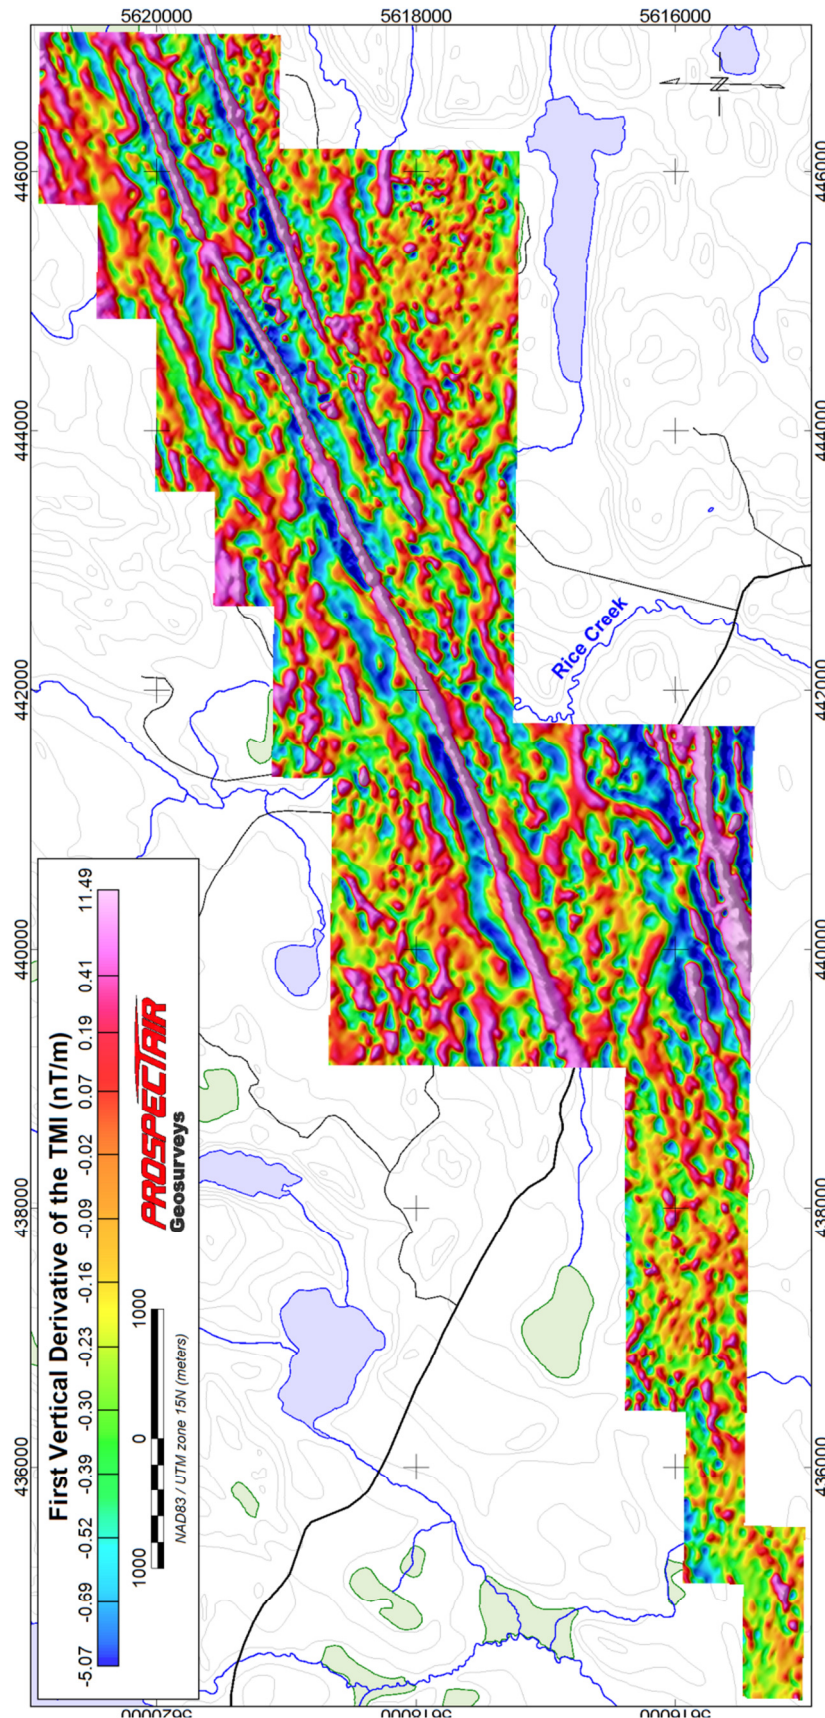 5620000
5618000
5616000
446000
446000
444000
444000
442000
442000
440000
440000
438000
438000
436000
436000
N
Rice Creek
First Vertical Derivative of the TMI (nT/m)
-5.07 -0.69 -0.52 -0.39 -0.30 -0.23 -0.16 -0.09 -0.02 0.07 0.19 0.41 11.49
1000 0 1000
NAD83 / UTM zone 15N (meters)
PROSPECTAIR
Geosurveys